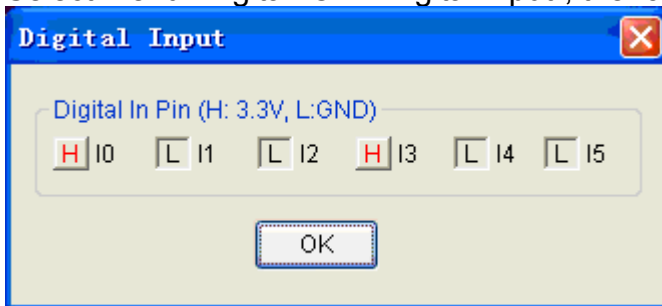 Digital Input
Digital In Pin (H: 3.3V, L:GND)
H I0 L I1 L I2 H I3 L I4 L I5
OK